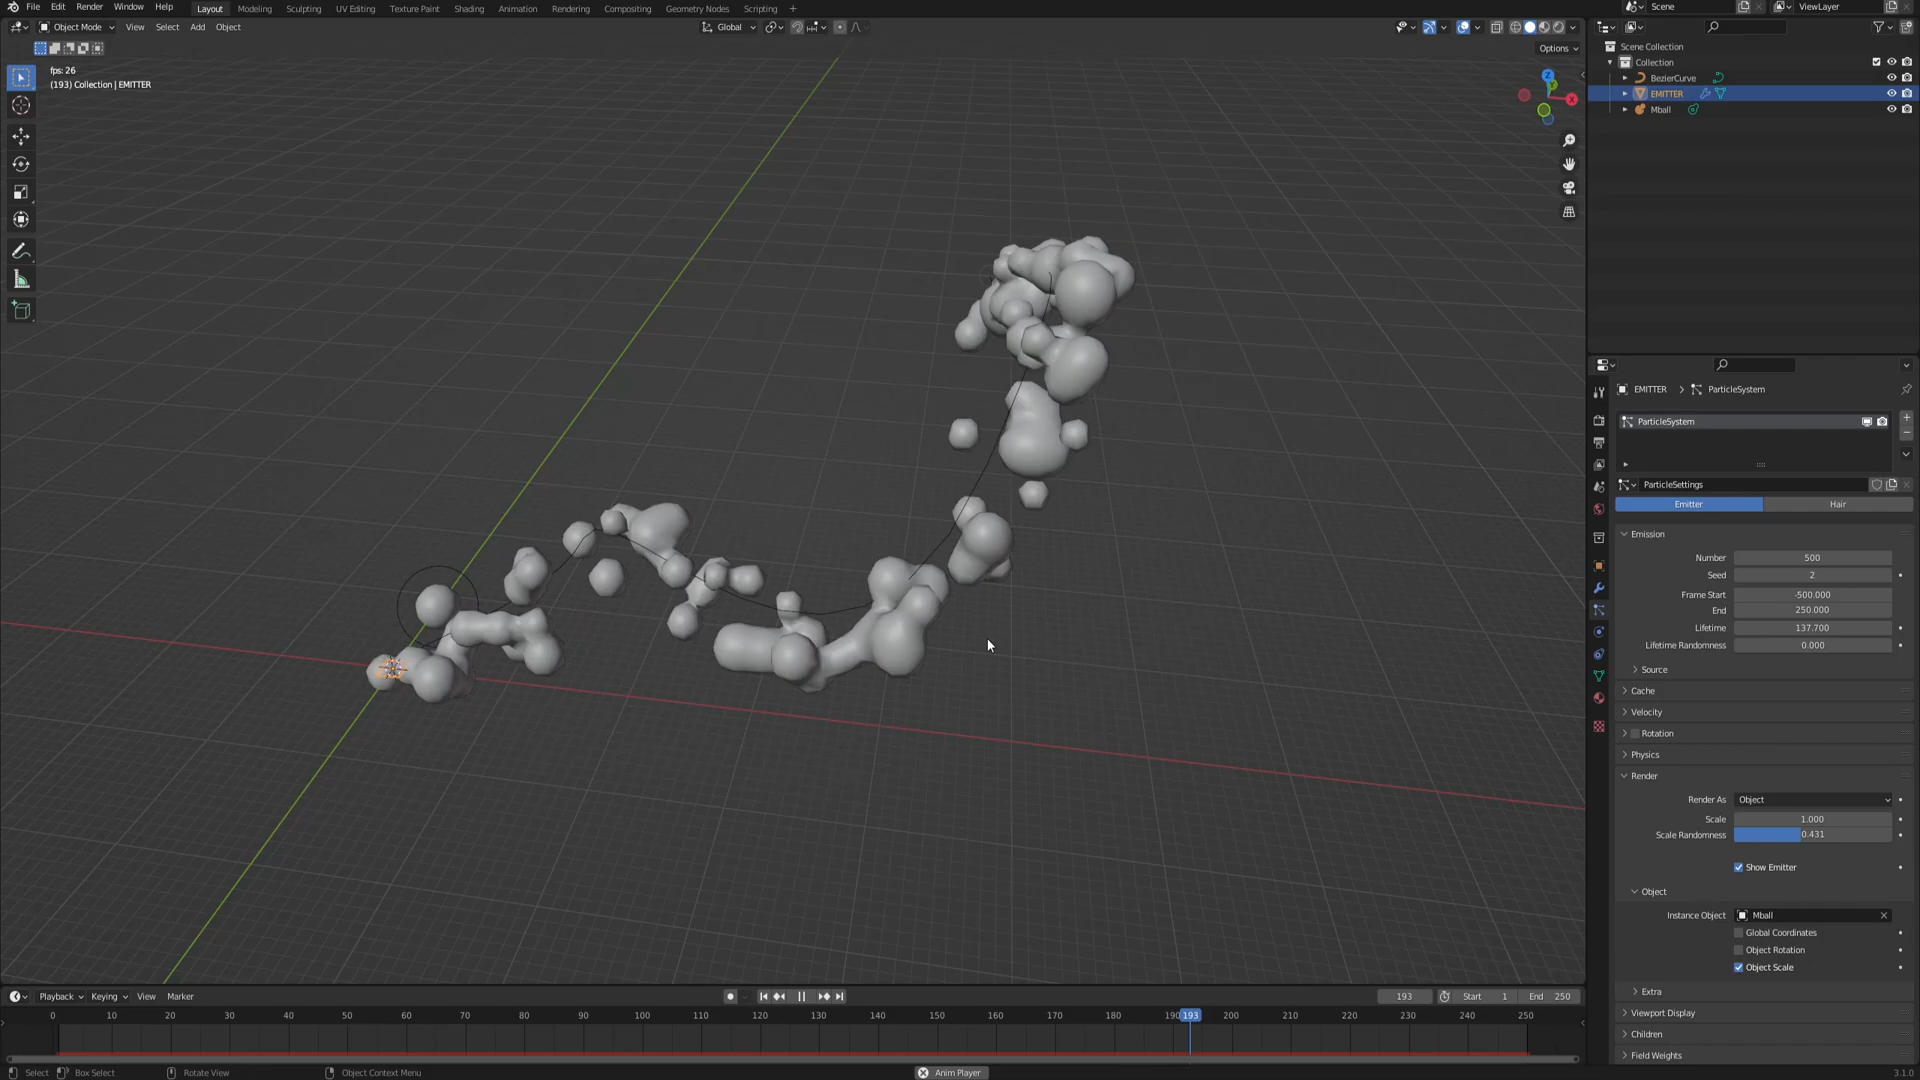 File Edit Render Window Help Layout Modeling Sculpting UV Editing Texture Paint Shading Animation Rendering Compositing Geometry Nodes Scripting + Scene ViewLayer
Object Mode View Select Add Object Global
Options
fps: 26
(193) Collection | EMITTER
Z
X
Scene Collection
Collection
BezierCurve
EMITTER
Mball
EMITTER > ParticleSystem
ParticleSystem
ParticleSettings
Emitter Hair
Emission
Number 500
Seed 2
Frame Start -500.000
End 250.000
Lifetime 137.700
Lifetime Randomness 0.000
Source
Cache
Velocity
Rotation
Physics
Render
Render As Object
Scale 1.000
Scale Randomness 0.431
Show Emitter
Object
Instance Object Mball
Global Coordinates
Object Rotation
Object Scale
Extra
Viewport Display
Children
Field Weights
Playback Keying View Marker 193 Start 1 End 250
0 10 20 30 40 50 60 70 80 90 100 110 120 130 140 150 160 170 180 190 193 200 210 220 230 240 250
Select Box Select Rotate View Object Context Menu Anim Player 3.1.0